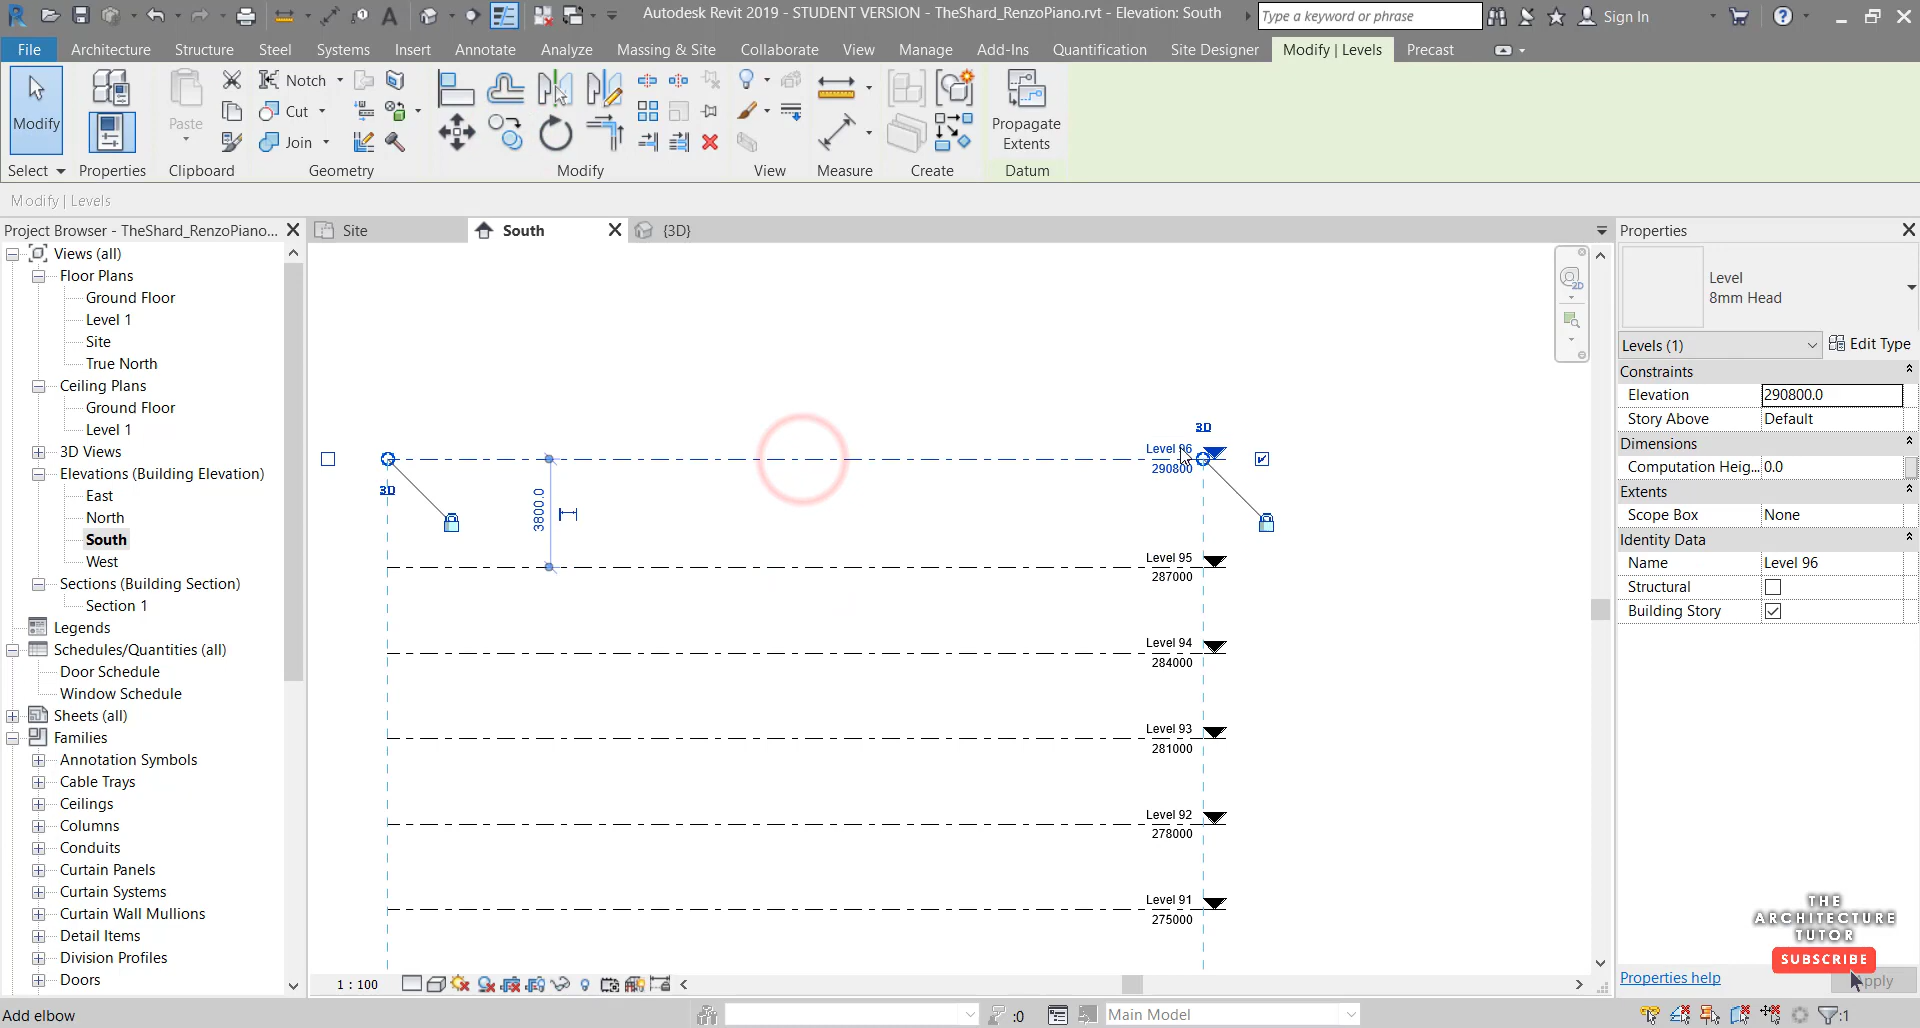 Autodesk Revit 2019 - STUDENT VERSION - TheShard_RenzoPiano.rvt - Elevation: South
Type a keyword or phrase
Sign In
File Architecture Structure Steel Systems Insert Annotate Analyze Massing & Site Collaborate View Manage Add-Ins Quantification Site Designer Modify | Levels Precast
Modify
Paste
Notch
Cut
Join
Propagate
Extents
Select Properties Clipboard Geometry Modify View Measure Create Datum
Modify | Levels
Project Browser - TheShard_RenzoPiano...
Views (all)
Floor Plans
Ground Floor
Level 1
Site
True North
Ceiling Plans
Ground Floor
Level 1
3D Views
Elevations (Building Elevation)
East
North
South
West
Sections (Building Section)
Section 1
Legends
Schedules/Quantities (all)
Door Schedule
Window Schedule
Sheets (all)
Families
Annotation Symbols
Cable Trays
Ceilings
Columns
Conduits
Curtain Panels
Curtain Systems
Curtain Wall Mullions
Detail Items
Division Profiles
Doors
Site
South
{3D}
2D
3D
Level 96
290800
3D
3800.0
Level 95
287000
Level 94
284000
Level 93
281000
Level 92
278000
Level 91
275000
1 : 100
Properties
Level
8mm Head
Levels (1)
Edit Type
Constraints
Elevation 290800.0
Story Above Default
Dimensions
Computation Heig... 0.0
Extents
Scope Box None
Identity Data
Name Level 96
Structural
Building Story
THE
ARCHITECTURE
TUTOR
SUBSCRIBE
Properties help
Add elbow
:0
Main Model
:1